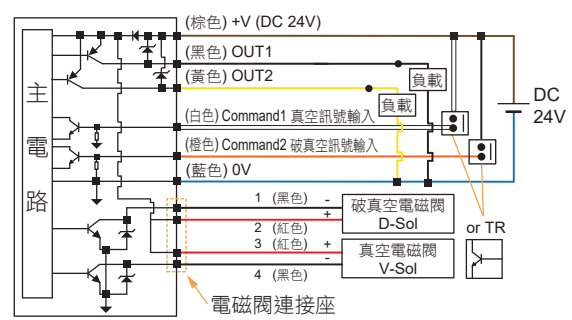 (棕色) +V (DC 24V)
(黑色) OUT1
(黃色) OUT2
負載
負載
(白色) Command1 真空訊號輸入
(橙色) Command2 破真空訊號輸入
(藍色) 0V
DC
24V
主電路
1 (黑色) -
+
2 (紅色)
3 (紅色) +
-
4 (黑色)
破真空電磁閥
D-Sol
真空電磁閥
V-Sol
or TR
電磁閥連接座